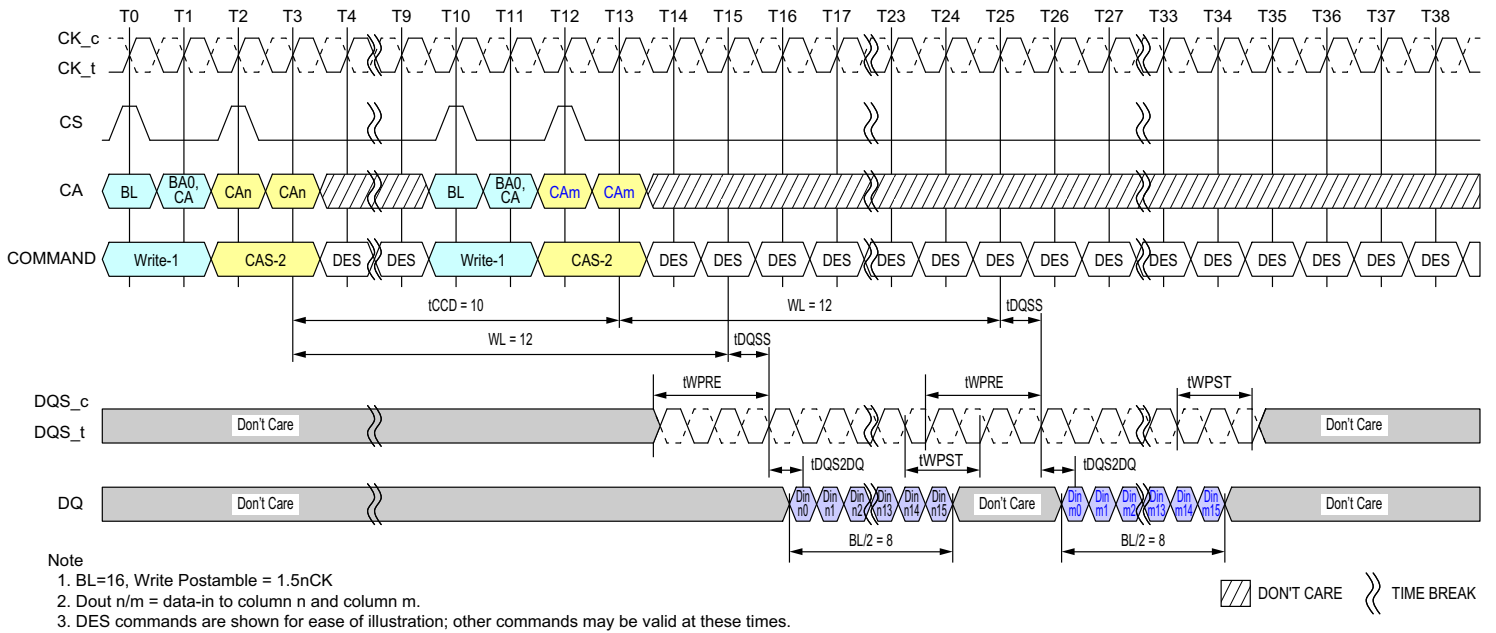 T0 T1 T2 T3 T4 T9 T10 T11 T12 T13 T14 T15 T16 T17 T23 T24 T25 T26 T27 T33 T34 T35 T36 T37 T38
CK_c
CK_t
CS
CA BL BA0, CA CAn CAn BL BA0, CA CAm CAm
COMMAND Write-1 CAS-2 DES DES Write-1 CAS-2 DES DES DES DES DES DES DES DES DES DES DES DES DES DES DES
tCCD = 10 WL = 12 tDQSS
WL = 12 tDQSS
tWPRE tWPRE tWPST
DQS_c
DQS_t Don't Care Don't Care
tDQS2DQ tWPST tDQS2DQ
DQ Don't Care Din n0 Din n1 Din n2 Din n13 Din n14 Din n15 Don't Care Din m0 Din m1 Din m2 Din m13 Din m14 Din m15 Don't Care
BL/2 = 8 BL/2 = 8
Note
1. BL=16, Write Postamble = 1.5nCK
2. Dout n/m = data-in to column n and column m.
3. DES commands are shown for ease of illustration; other commands may be valid at these times.
DON'T CARE TIME BREAK